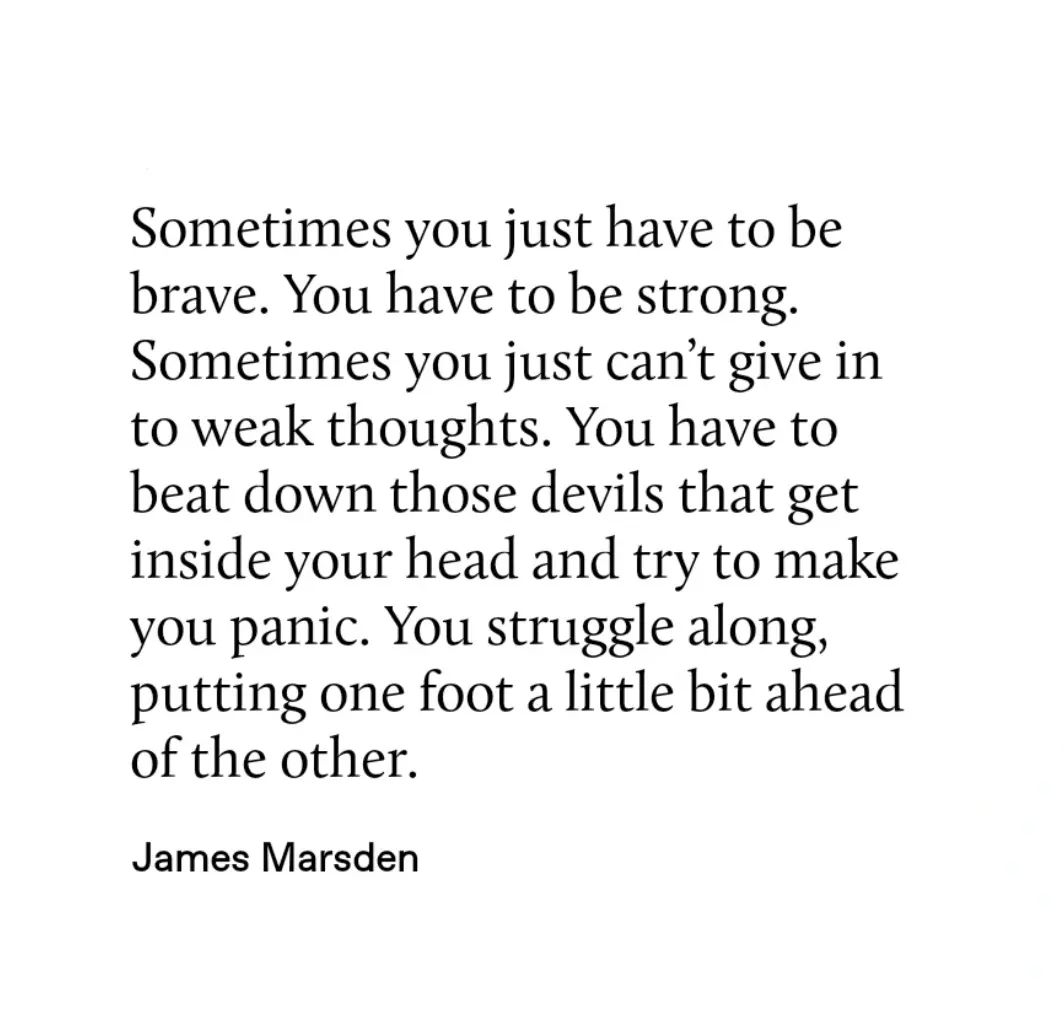 Sometimes you just have to be
brave. You have to be strong.
Sometimes you just can’t give in
to weak thoughts. You have to
beat down those devils that get
inside your head and try to make
you panic. You struggle along,
putting one foot a little bit ahead
of the other.
James Marsden